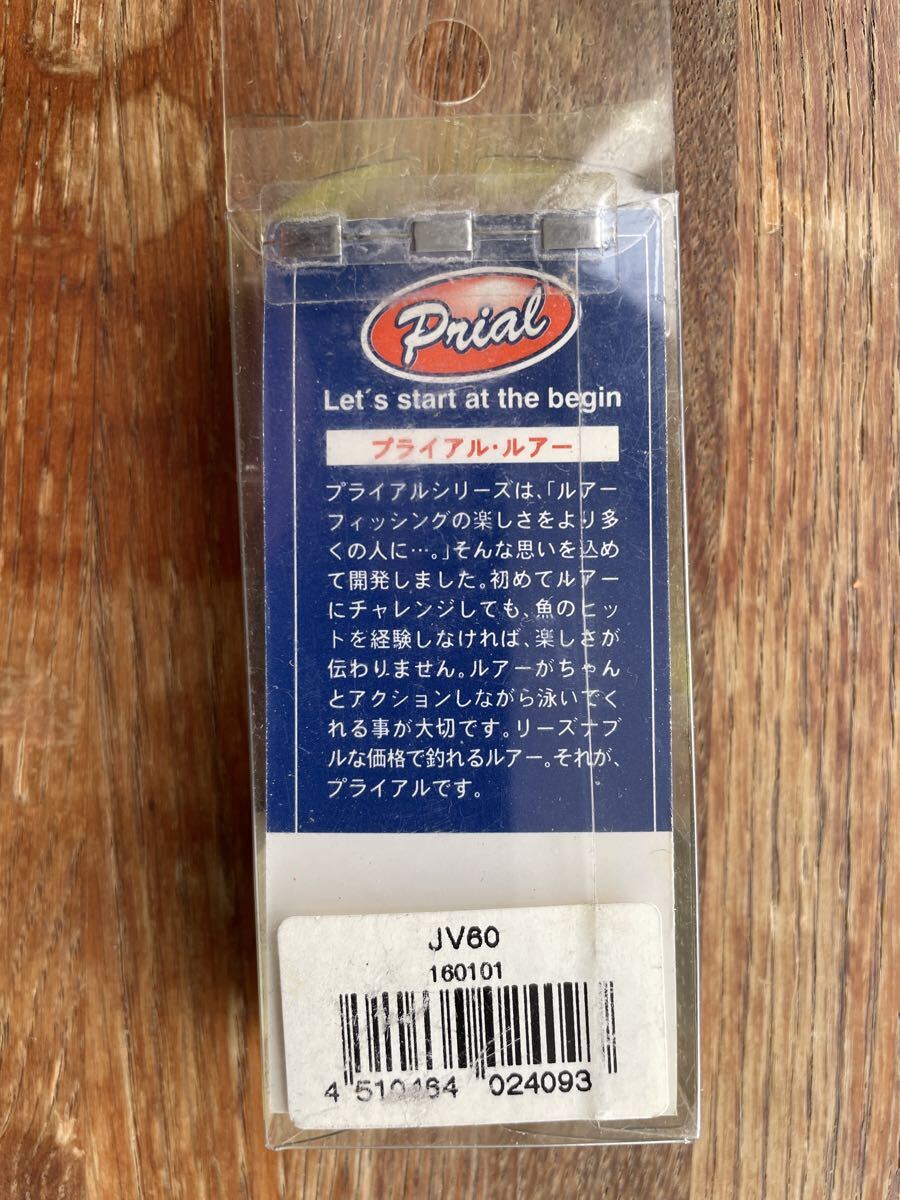 Prial
Let´s start at the begin
プライアル・ルアー
プライアルシリーズは、「ルアー
フィッシングの楽しさをより多
くの人に…。」そんな思いを込め
て開発しました。初めてルアー
にチャレンジしても、魚のヒッ
トを経験しなければ、楽しさが
伝わりません。ルアーがちゃん
とアクションしながら泳いでく
れる事が大切です。リーズナブ
ルな価格で釣れるルアー。それが、
プライアルです。
JV60
160101
4 510464 024093